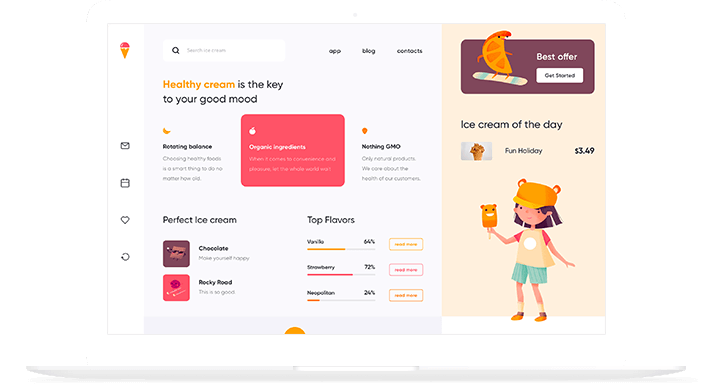 Search ice cream
app
blog
contacts
Healthy cream is the key
to your good mood
Rotating balance
Choosing healthy foods
is a smart thing to do no
matter how old.
Organic ingredients
When it comes to convenience and
pleasure, let the whole world wait
Nothing GMO
Only natural products.
We care about the
health of our customers.
Perfect Ice cream
Chocolate
Make yourself happy
Rocky Road
This is so good
Top Flavors
Vanilla
64%
read more
Strawberry
72%
read more
Neopolitan
24%
read more
Best offer
Get Started
Ice cream of the day
Fun Holiday
$3.49